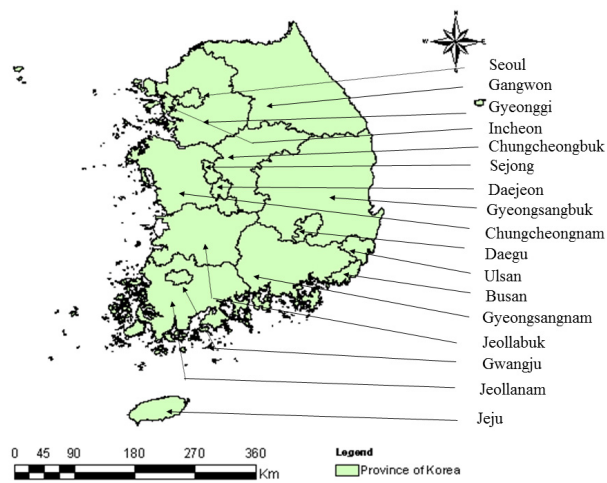 N
W
E
S
Seoul
Gangwon
Gyeonggi
Incheon
Chungcheongbuk
Sejong
Daejeon
Gyeongsangbuk
Chungcheongnam
Daegu
Ulsan
Busan
Gyeongsangnam
Jeollabuk
Gwangju
Jeollanam
Jeju
0 45 90 180 270 360
Km
Legend
Province of Korea